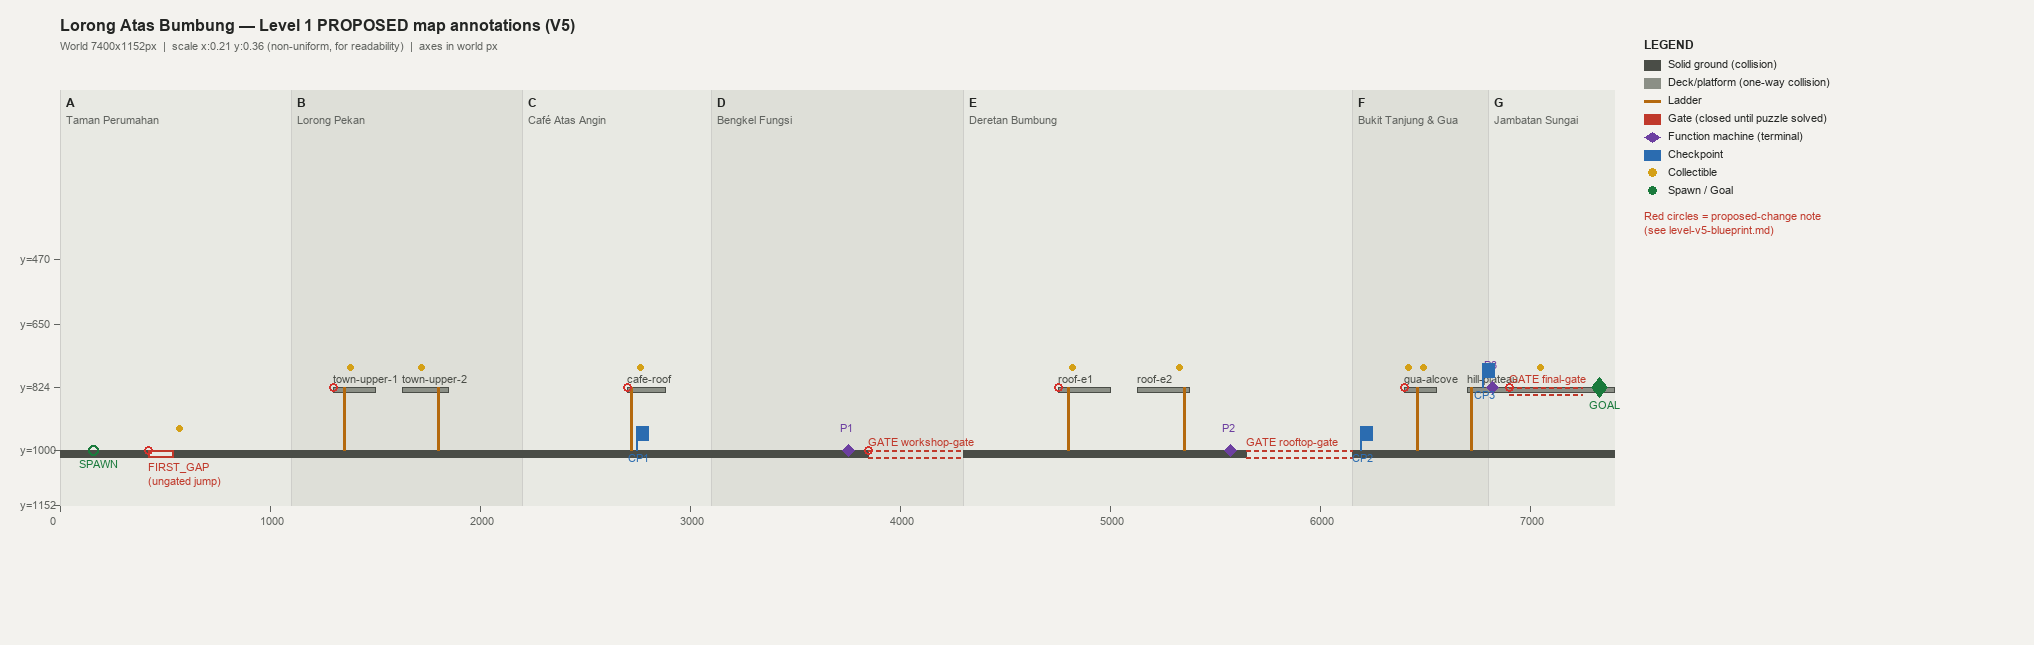 Lorong Atas Bumbung — Level 1 PROPOSED map annotations (V5)
World 7400x1152px | scale x:0.21 y:0.36 (non-uniform, for readability) | axes in world px
A
Taman Perumahan
B
Lorong Pekan
C
Café Atas Angin
D
Bengkel Fungsi
E
Deretan Bumbung
F
Bukit Tanjung & Gua
G
Jambatan Sungai
LEGEND
Solid ground (collision)
Deck/platform (one-way collision)
Ladder
Gate (closed until puzzle solved)
Function machine (terminal)
Checkpoint
Collectible
Spawn / Goal
Red circles = proposed-change note
(see level-v5-blueprint.md)
y=470
y=650
y=824
y=1000
y=1152
town-upper-1
town-upper-2
cafe-roof
roof-e1
roof-e2
gua-alcove
hill-plateau
P3
GATE final-gate
CP3
GOAL
SPAWN
FIRST_GAP
(ungated jump)
CP1
P1
GATE workshop-gate
P2
GATE rooftop-gate
CP2
0
1000
2000
3000
4000
5000
6000
7000